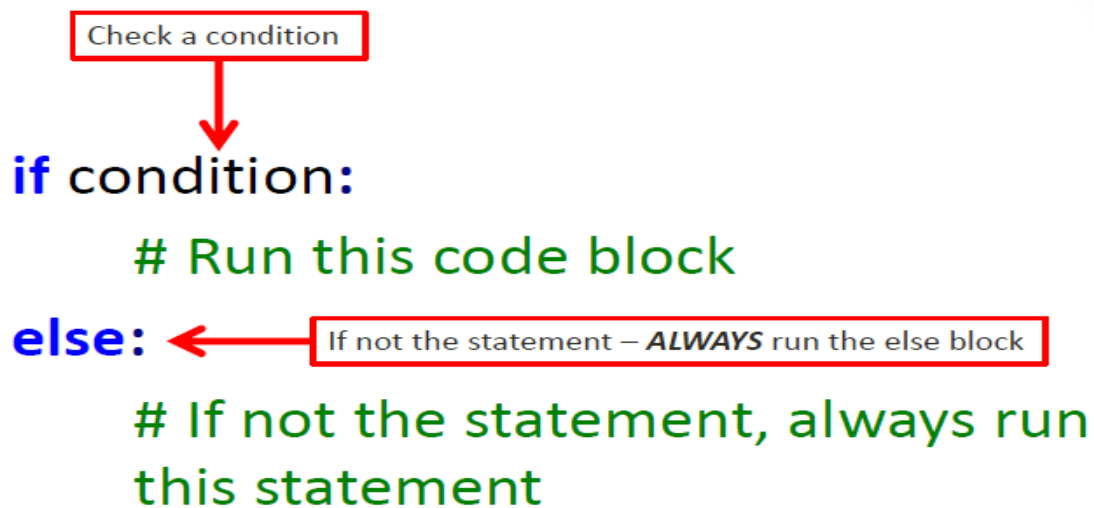 Check a condition
if condition:
# Run this code block
else:
If not the statement – ALWAYS run the else block
# If not the statement, always run
this statement